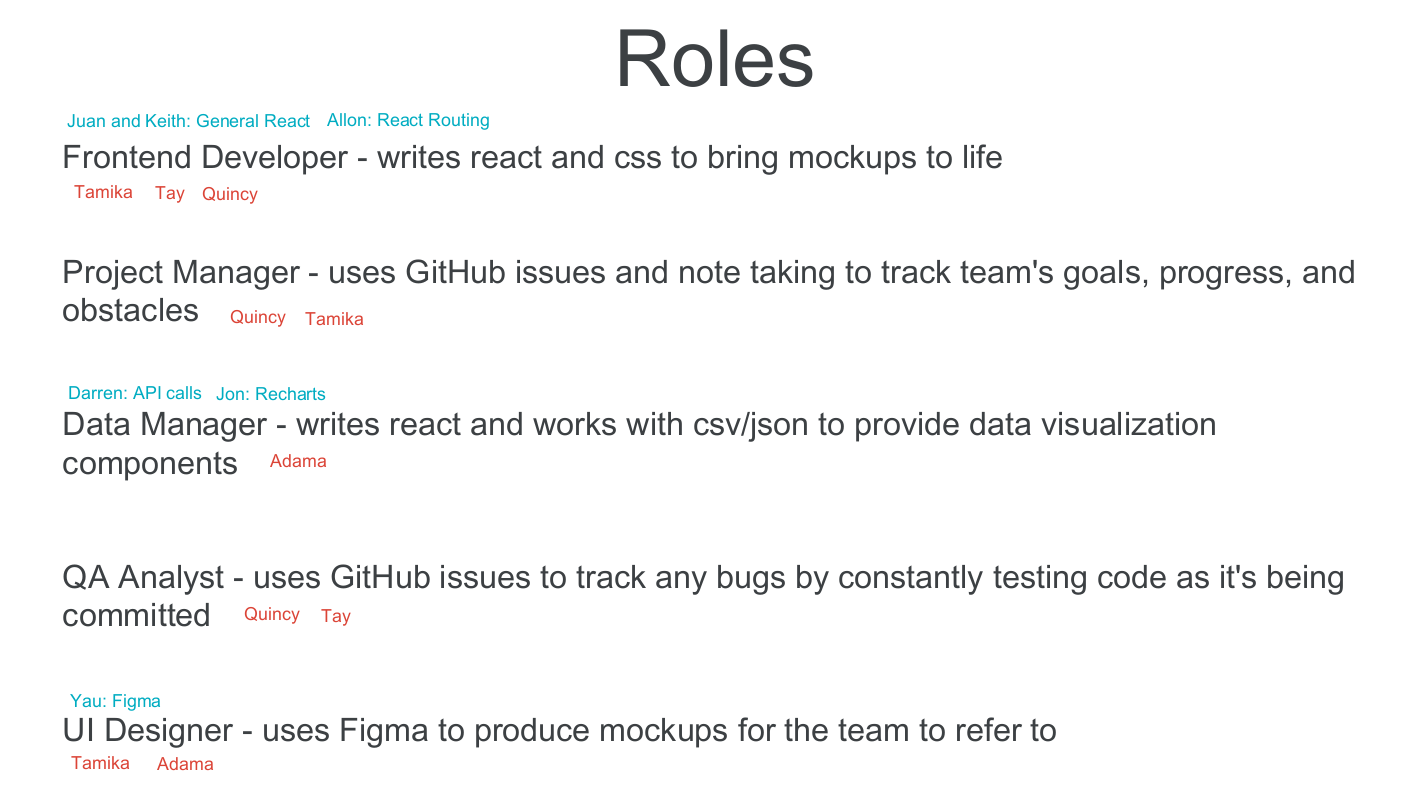 Roles
Juan and Keith: General React Allon: React Routing
Frontend Developer - writes react and css to bring mockups to life
Tamika Tay Quincy
Project Manager - uses GitHub issues and note taking to track team's goals, progress, and
obstacles Quincy Tamika
Darren: API calls Jon: Recharts
Data Manager - writes react and works with csv/json to provide data visualization
components Adama
QA Analyst - uses GitHub issues to track any bugs by constantly testing code as it's being
committed Quincy Tay
Yau: Figma
UI Designer - uses Figma to produce mockups for the team to refer to
Tamika Adama